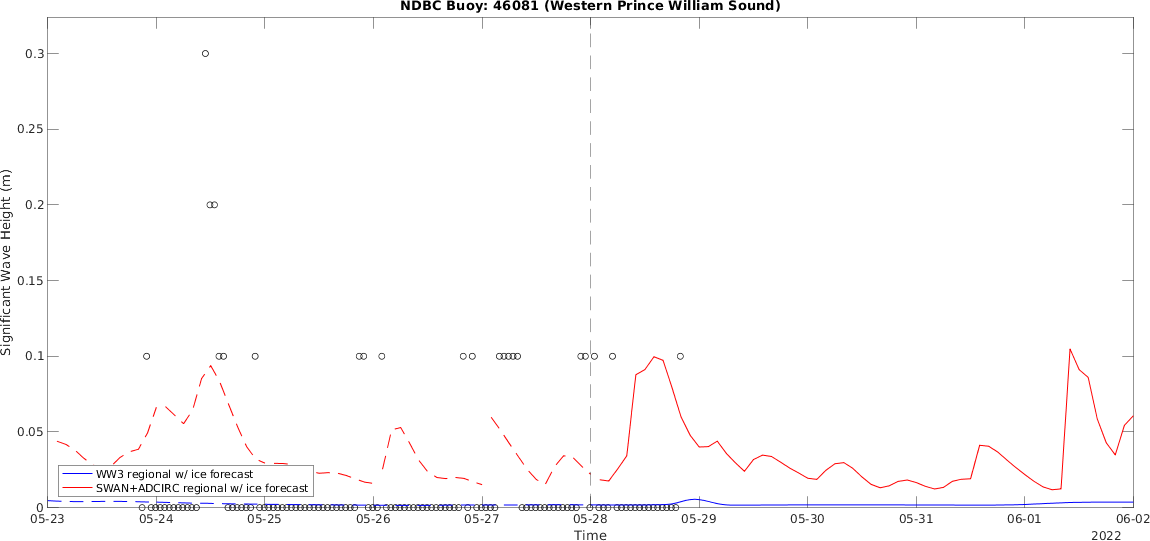 NDBC Buoy: 46081 (Western Prince William Sound)
0.3
0.25
0.2
0.15
0.1
0.05
0
Significant Wave Height (m)
WW3 regional w/ ice forecast
SWAN+ADCIRC regional w/ ice forecast
05-23 05-24 05-25 05-26 05-27 05-28 05-29 05-30 05-31 06-01 06-02
Time
2022